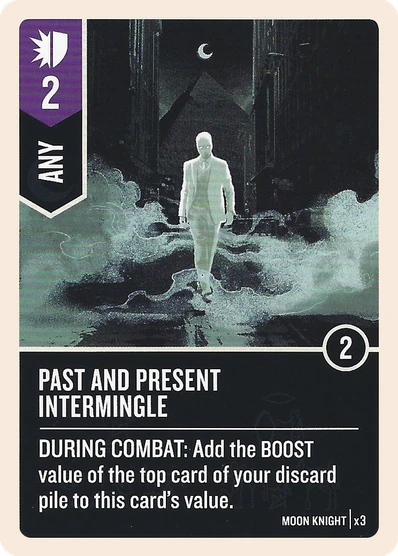 2
ANY
2
PAST AND PRESENT
INTERMINGLE
DURING COMBAT: Add the BOOST
value of the top card of your discard
pile to this card's value.
MOON KNIGHT | x3